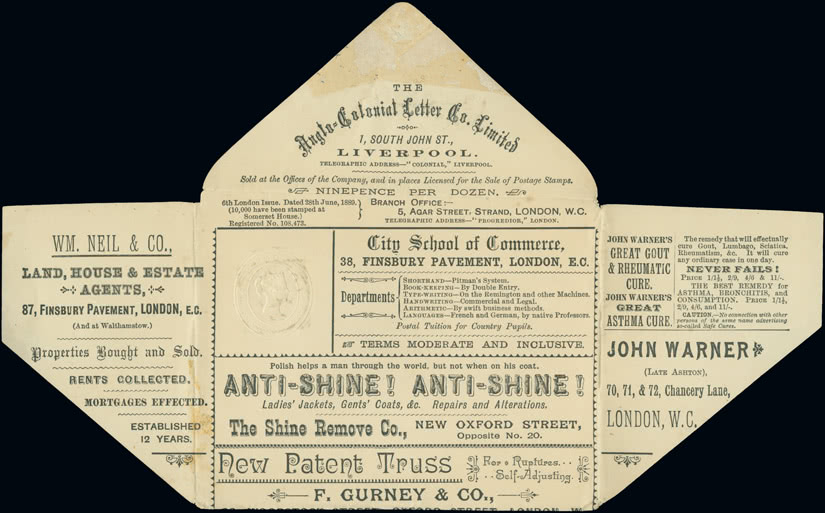 THE
Anglo-Colonial Letter Co. Limited
1, SOUTH JOHN ST.,
LIVERPOOL.
TELEGRAPHIC ADDRESS—"COLONIAL," LIVERPOOL.
Sold at the Offices of the Company, and in places Licensed for the Sale of Postage Stamps.
NINEPENCE PER DOZEN.
6th London Issue. Dated 28th June, 1889.
(10,000 have been stamped at
Somerset House.)
Registered No. 108,473.
BRANCH OFFICE:-
5, AGAR STREET, STRAND, LONDON, W.C.
TELEGRAPHIC ADDRESS—"PROGREDIOR," LONDON.
WM. NEIL & CO.,
LAND, HOUSE & ESTATE
AGENTS,
87, FINSBURY PAVEMENT, LONDON, E.C.
(And at Walthamstow.)
Properties Bought and Sold.
RENTS COLLECTED.
MORTGAGES EFFECTED.
ESTABLISHED
12 YEARS.
City School of Commerce,
38, FINSBURY PAVEMENT, LONDON, E.C.
Departments
SHORTHAND—Pitman's System.
BOOK-KEEPING—By Double Entry.
TYPE-WRITING—On the Remington and other Machines.
HANDWRITING—Commercial and Legal.
ARITHMETIC—By swift business methods.
LANGUAGES—French and German, by native Professors.
Postal Tuition for Country Pupils.
TERMS MODERATE AND INCLUSIVE.
Polish helps a man through the world, but not when on his coat.
ANTI-SHINE! ANTI-SHINE!
Ladies' Jackets, Gents' Coats, &c. Repairs and Alterations.
The Shine Remove Co., NEW OXFORD STREET,
Opposite No. 20.
New Patent Truss
For Ruptures...
Self-Adjusting.
F. GURNEY & CO.,
STREET, OXFORD STREET, LONDON, W.
JOHN WARNER'S
GREAT GOUT
& RHEUMATIC
CURE.
JOHN WARNER'S
GREAT
ASTHMA CURE.
The remedy that will effectually
cure Gout, Lumbago, Sciatica,
Rheumatism, &c. It will cure
any ordinary case in one day.
NEVER FAILS!
PRICE 1/1½, 2/9, 4/6 & 11/-.
THE BEST REMEDY for
ASTHMA, BRONCHITIS, and
CONSUMPTION. PRICE 1/1½,
2/9, 4/6, and 11/-.
CAUTION.—No connection with other
persons of the same name advertising
so-called Safe Cures.
JOHN WARNER
(LATE ASHTON),
70, 71, & 72, Chancery Lane,
LONDON, W.C.